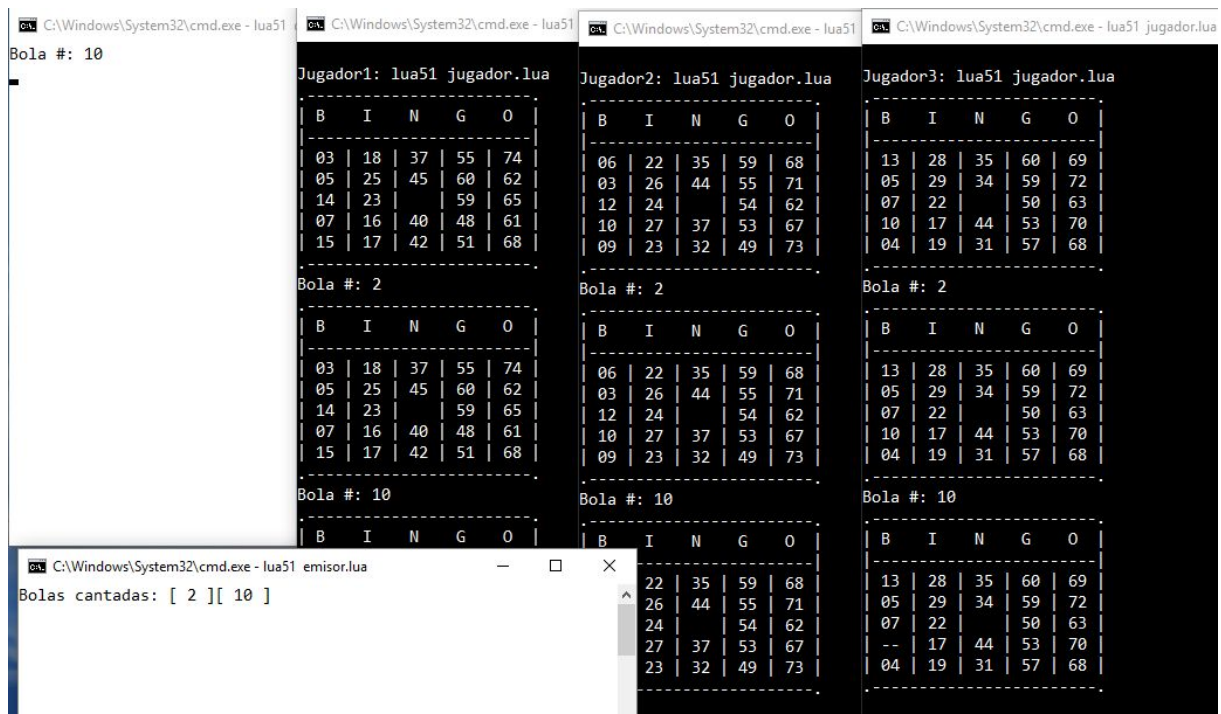 C:\Windows\System32\cmd.exe - lua51
Bola #: 10
C:\Windows\System32\cmd.exe - lua51
Jugador1: lua51 jugador.lua
.-----------------------------.
| B I N G O |
|-----------------------------|
| 03 | 18 | 37 | 55 | 74 |
| 05 | 25 | 45 | 60 | 62 |
| 14 | 23 | | 59 | 65 |
| 07 | 16 | 40 | 48 | 61 |
| 15 | 17 | 42 | 51 | 68 |
.-----------------------------.
Bola #: 2
.-----------------------------.
| B I N G O |
|-----------------------------|
| 03 | 18 | 37 | 55 | 74 |
| 05 | 25 | 45 | 60 | 62 |
| 14 | 23 | | 59 | 65 |
| 07 | 16 | 40 | 48 | 61 |
| 15 | 17 | 42 | 51 | 68 |
.-----------------------------.
Bola #: 10
.-----------------------------.
| B I N G O |
C:\Windows\System32\cmd.exe - lua51
Jugador2: lua51 jugador.lua
.-----------------------------.
| B I N G O |
|-----------------------------|
| 06 | 22 | 35 | 59 | 68 |
| 03 | 26 | 44 | 55 | 71 |
| 12 | 24 | | 54 | 62 |
| 10 | 27 | 37 | 53 | 67 |
| 09 | 23 | 32 | 49 | 73 |
.-----------------------------.
Bola #: 2
.-----------------------------.
| B I N G O |
|-----------------------------|
| 06 | 22 | 35 | 59 | 68 |
| 03 | 26 | 44 | 55 | 71 |
| 12 | 24 | | 54 | 62 |
| 10 | 27 | 37 | 53 | 67 |
| 09 | 23 | 32 | 49 | 73 |
.-----------------------------.
Bola #: 10
.-----------------------------.
| B I N G O |
-----------------------------|
22 | 35 | 59 | 68 |
26 | 44 | 55 | 71 |
24 | | 54 | 62 |
27 | 37 | 53 | 67 |
23 | 32 | 49 | 73 |
-----------------.
C:\Windows\System32\cmd.exe - lua51 jugador.lua
Jugador3: lua51 jugador.lua
.-----------------------------.
| B I N G O |
|-----------------------------|
| 13 | 28 | 35 | 60 | 69 |
| 05 | 29 | 34 | 59 | 72 |
| 07 | 22 | | 50 | 63 |
| 10 | 17 | 44 | 53 | 70 |
| 04 | 19 | 31 | 57 | 68 |
.-----------------------------.
Bola #: 2
.-----------------------------.
| B I N G O |
|-----------------------------|
| 13 | 28 | 35 | 60 | 69 |
| 05 | 29 | 34 | 59 | 72 |
| 07 | 22 | | 50 | 63 |
| 10 | 17 | 44 | 53 | 70 |
| 04 | 19 | 31 | 57 | 68 |
.-----------------------------.
Bola #: 10
.-----------------------------.
| B I N G O |
|-----------------------------|
| 13 | 28 | 35 | 60 | 69 |
| 05 | 29 | 34 | 59 | 72 |
| 07 | 22 | | 50 | 63 |
| -- | 17 | 44 | 53 | 70 |
| 04 | 19 | 31 | 57 | 68 |
.-----------------------------.
C:\Windows\System32\cmd.exe - lua51 emisor.lua
Bolas cantadas: [ 2 ][ 10 ]